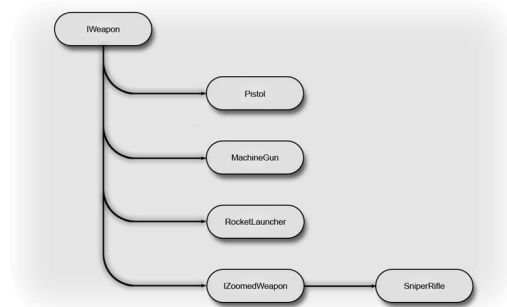 IWeapon
Pistol
MachineGun
RocketLauncher
IZoomedWeapon
SniperRifle